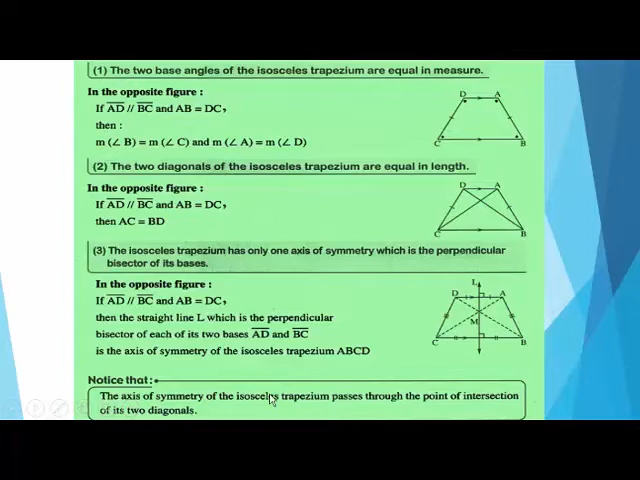 (1) The two base angles of the isosceles trapezium are equal in measure.
In the opposite figure :
If AD // BC and AB = DC,
then :
m (∠ B) = m (∠ C) and m (∠ A) = m (∠ D)
D A
C B
(2) The two diagonals of the isosceles trapezium are equal in length.
In the opposite figure :
If AD // BC and AB = DC,
then AC = BD
D A
C B
(3) The isosceles trapezium has only one axis of symmetry which is the perpendicular
bisector of its bases.
In the opposite figure :
If AD // BC and AB = DC,
then the straight line L which is the perpendicular
bisector of each of its two bases AD and BC
is the axis of symmetry of the isosceles trapezium ABCD
L
D A
M
C B
Notice that :
The axis of symmetry of the isosceles trapezium passes through the point of intersection
of its two diagonals.